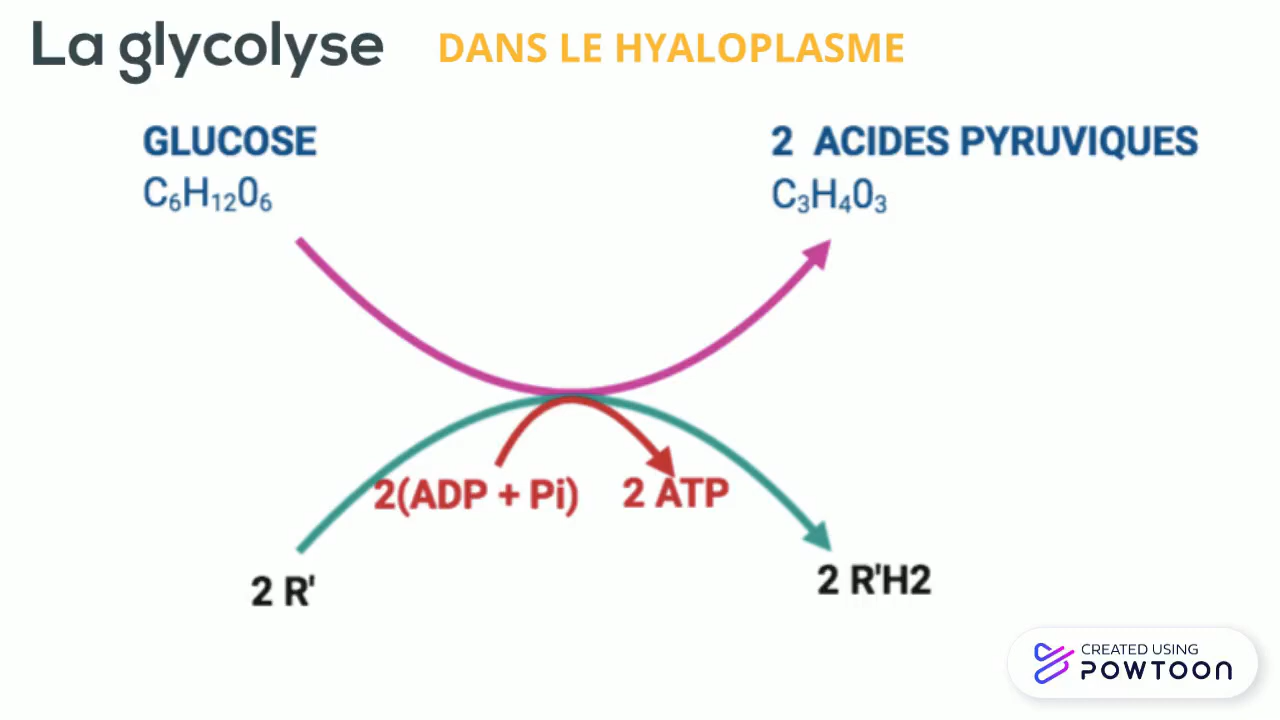 La glycolyse DANS LE HYALOPLASME
GLUCOSE
C₆H₁₂0₆
2 ACIDES PYRUVIQUES
C₃H₄0₃
2(ADP + Pi) 2 ATP
2 R'
2 R'H2
CREATED USING
POWTOON